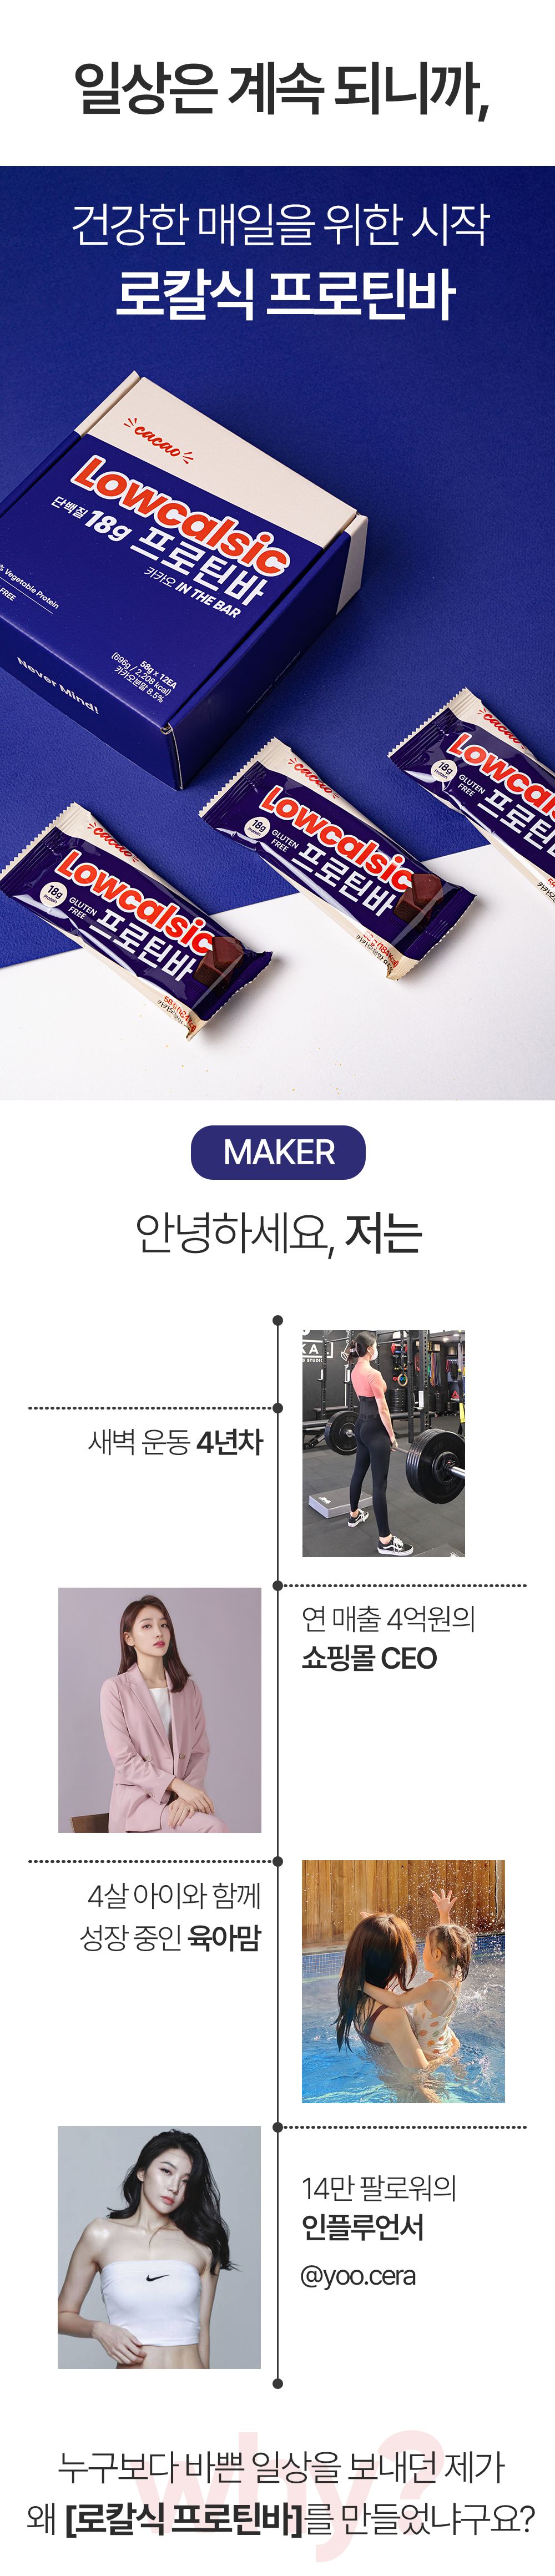 일상은 계속 되니까,
건강한 매일을 위한 시작
로칼식 프로틴바
cacao
Lowcalsic
단백질 18g 프로틴바
카카오 IN THE BAR
% Vegetable Protein
FREE
58g x 12EA
(696g / 2,208 kcal)
카카오분말 8.5%
Never Mind!
cacao
Lowcalsic
18g
Protein
GLUTEN
FREE
프로틴바
cacao
Lowcalsic
18g
Protein
GLUTEN
FREE
프로틴바
cacao
Lowcal
18g
Protein
GLUTEN
FREE
프로틴
MAKER
안녕하세요, 저는
새벽 운동 4년차
연 매출 4억원의
쇼핑몰 CEO
4살 아이와 함께
성장 중인 육아맘
14만 팔로워의
인플루언서
@yoo.cera
why?
누구보다 바쁜 일상을 보내던 제가
왜 [로칼식 프로틴바]를 만들었냐구요?